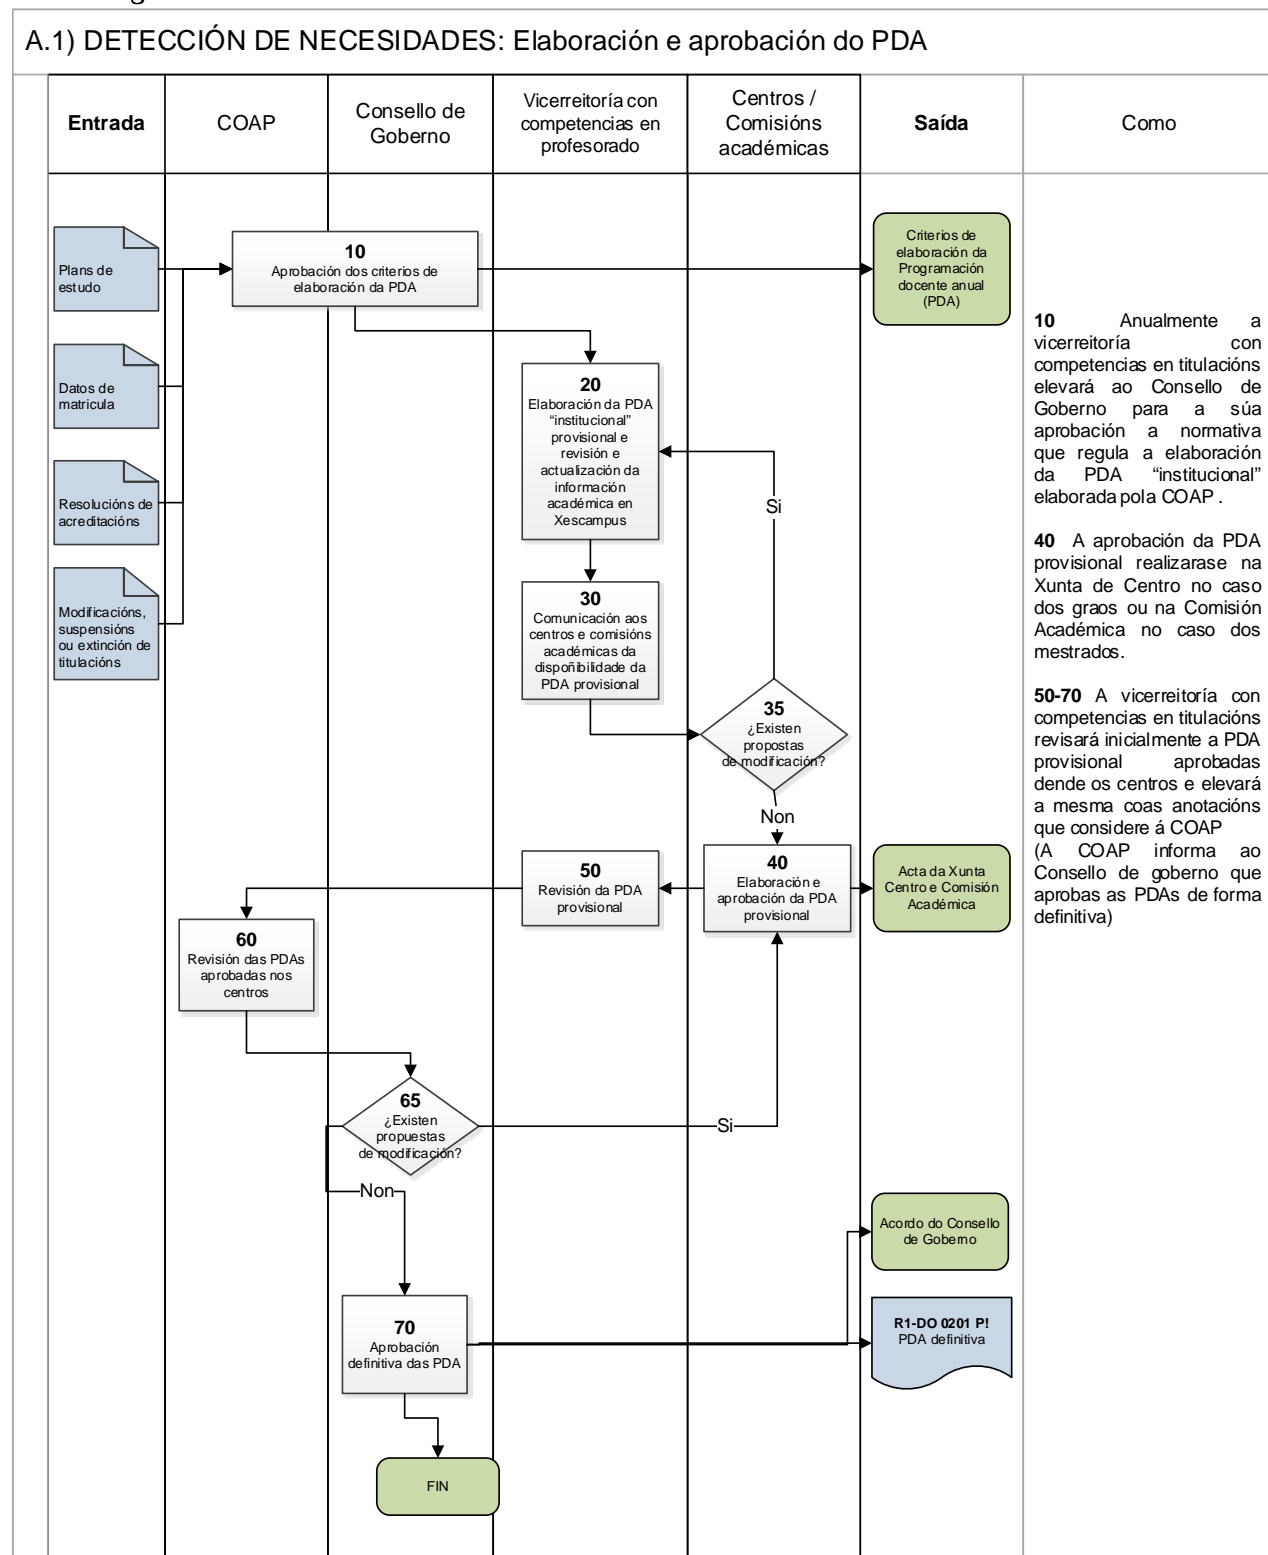 A.1) DETECCIÓN DE NECESIDADES: Elaboración e aprobación do PDA
Entrada
COAP
Consello de
Goberno
Vicerreitoría con
competencias en
profesorado
Centros /
Comisións
académicas
Saída
Como
Plans de
estudo
Datos de
matricula
Resolucións de
acreditacións
Modificacións,
suspensións
ou extinción de
titulacións
10
Aprobación dos criterios de
elaboración da PDA
Criterios de
elaboración da
Programación
docente anual
(PDA)
20
Elaboración da PDA
“institucional”
provisional e
revisión e
actualización da
información
académica en
Xescampus
Si
30
Comunicación aos
centros e comisións
académicas da
dispoñibilidade da
PDA provisional
35
¿Existen
propostas
de modificación?
Non
40
Elaboración e
aprobación da PDA
provisional
Acta da Xunta
Centro e Comisión
Académica
50
Revisión da PDA
provisional
60
Revisión das PDAs
aprobadas nos
centros
65
¿Existen
propuestas
de modificación?
Si
Non
70
Aprobación
definitiva das PDA
Acordo do Consello
de Goberno
R1-DO 0201 P!
PDA definitiva
FIN
10 Anualmente a
vicerreitoría con
competencias en titulacións
elevará ao Consello de
Goberno para a súa
aprobación a normativa
que regula a elaboración
da PDA “institucional”
elaborada pola COAP .
40 A aprobación da PDA
provisional realizarase na
Xunta de Centro no caso
dos graos ou na Comisión
Académica no caso dos
mestrados.
50-70 A vicerreitoría con
competencias en titulacións
revisará inicialmente a PDA
provisional aprobadas
dende os centros e elevará
a mesma coas anotacións
que considere á COAP
(A COAP informa ao
Consello de goberno que
aprobas as PDAs de forma
definitiva)